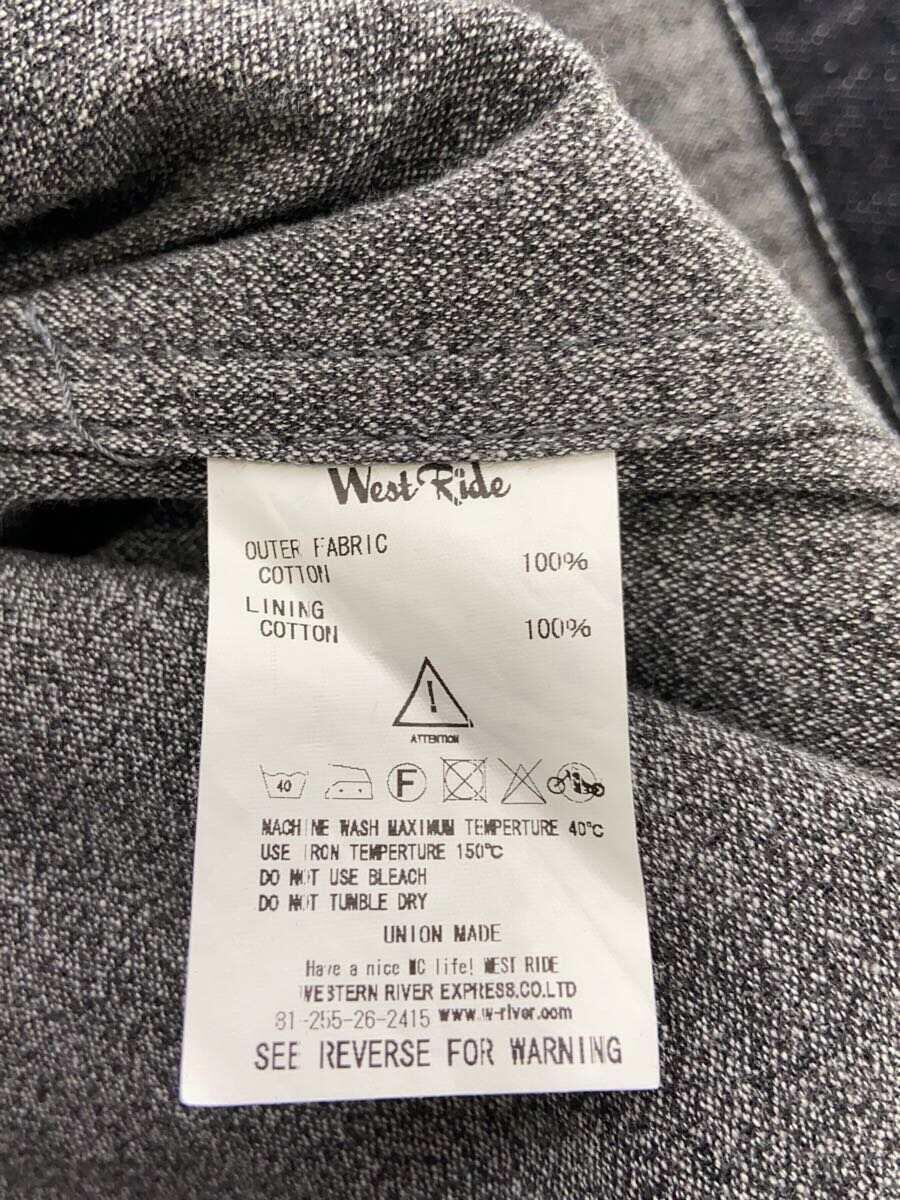 West Ride
OUTER FABRIC
COTTON 100%
LINING
COTTON 100%
!
ATTENTION
40 F
MACHINE WASH MAXIMUM TEMPERTURE 40°C
USE IRON TEMPERTURE 150°C
DO NOT USE BLEACH
DO NOT TUMBLE DRY
UNION MADE
Have a nice MC life! WEST RIDE
WESTERN RIVER EXPRESS.CO.LTD
81-255-26-2415 www.w-river.com
SEE REVERSE FOR WARNING